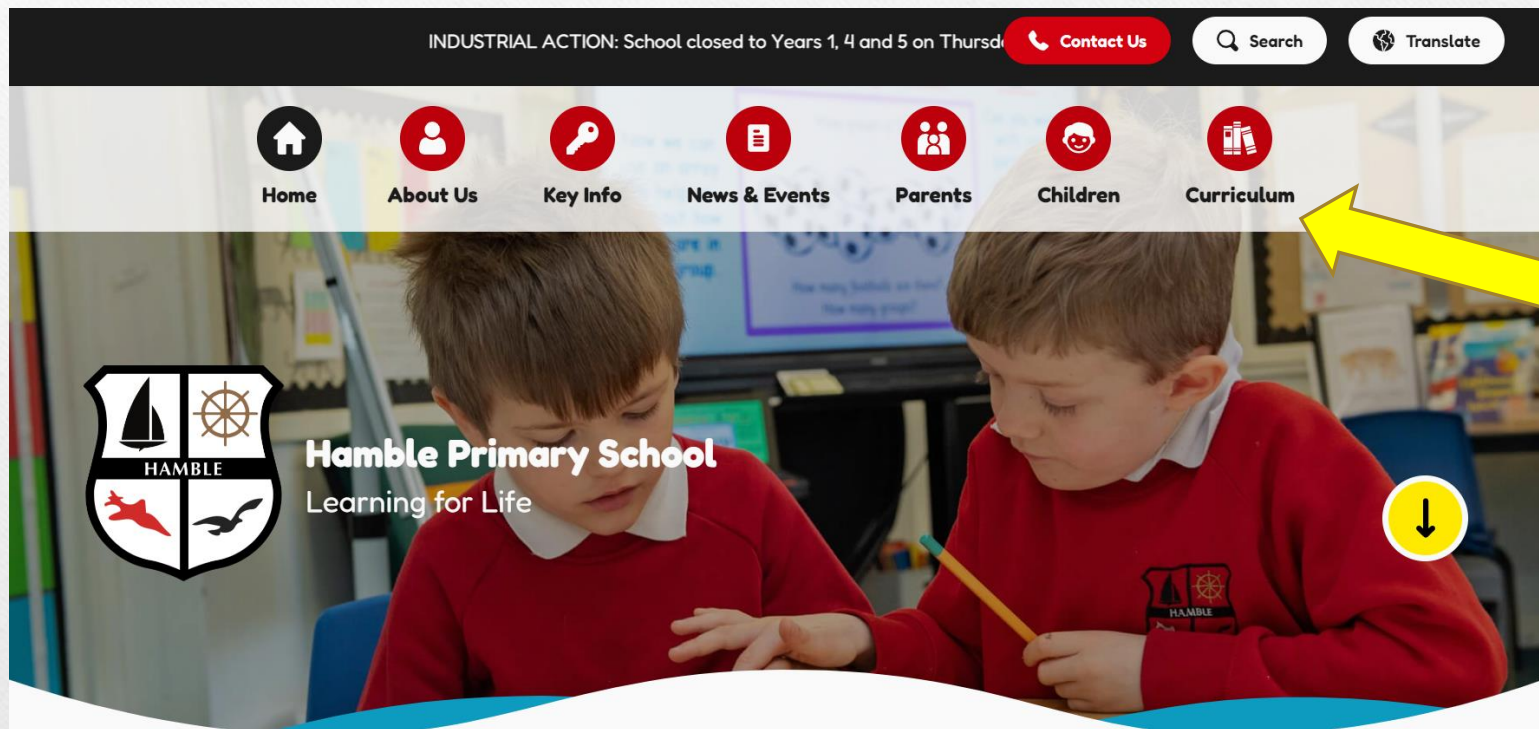 INDUSTRIAL ACTION: School closed to Years 1, 4 and 5 on Thursd
Contact Us
Search
Translate
Home
About Us
Key Info
News & Events
Parents
Children
Curriculum
HAMBLE
Hamble Primary School
Learning for Life
HAMBLE